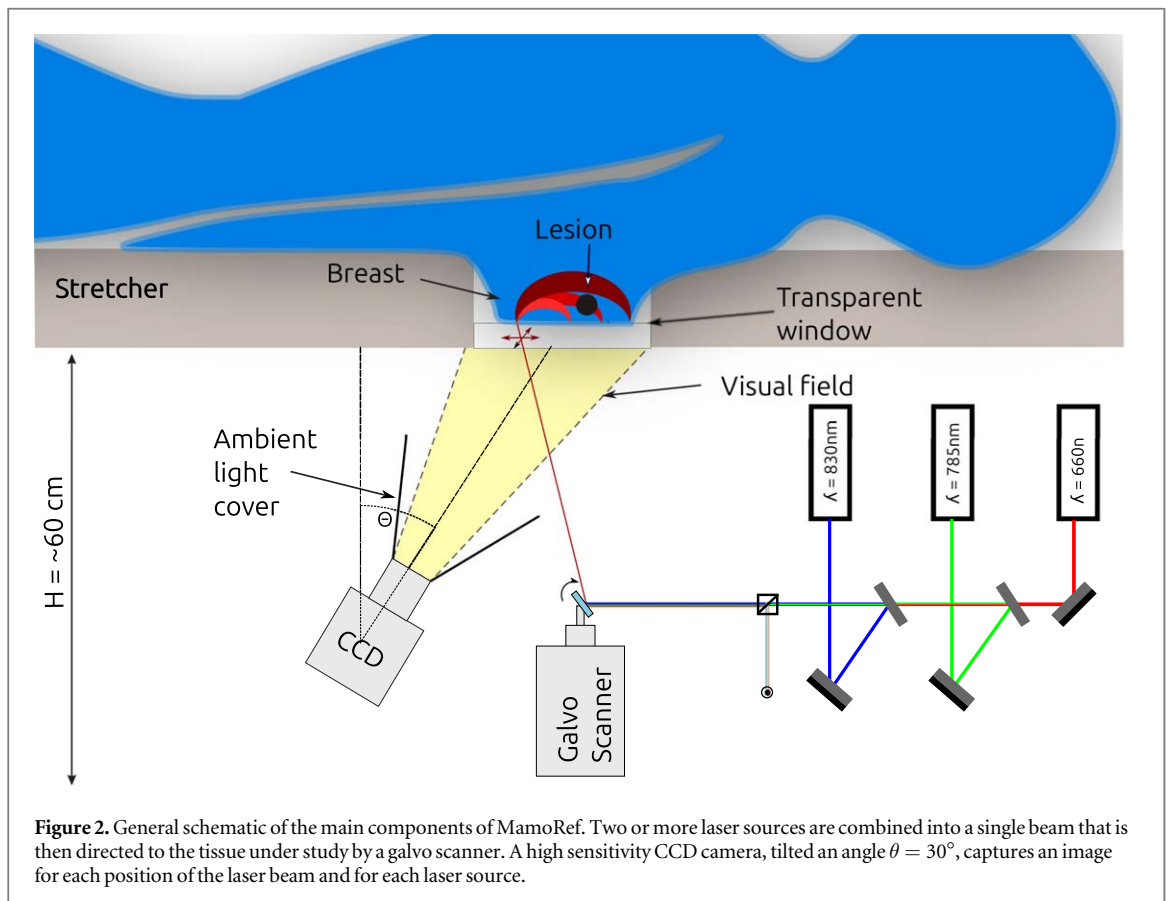 Lesion
Breast
Stretcher
Transparent
window
Visual field
Ambient
light
cover
Θ
H = ~60 cm
CCD
Galvo
Scanner
λ = 830nm
λ = 785nm
λ = 660n
Figure 2. General schematic of the main components of MamoRef. Two or more laser sources are combined into a single beam that is
then directed to the tissue under study by a galvo scanner. A high sensitivity CCD camera, tilted an angle θ = 30°, captures an image
for each position of the laser beam and for each laser source.